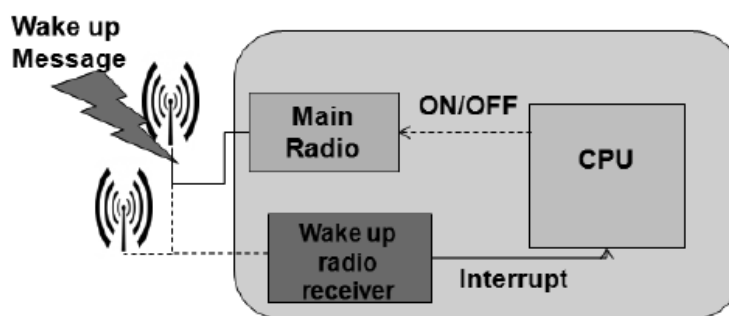 Wake up
Message
Main
Radio
ON/OFF
CPU
Wake up
radio
receiver
Interrupt